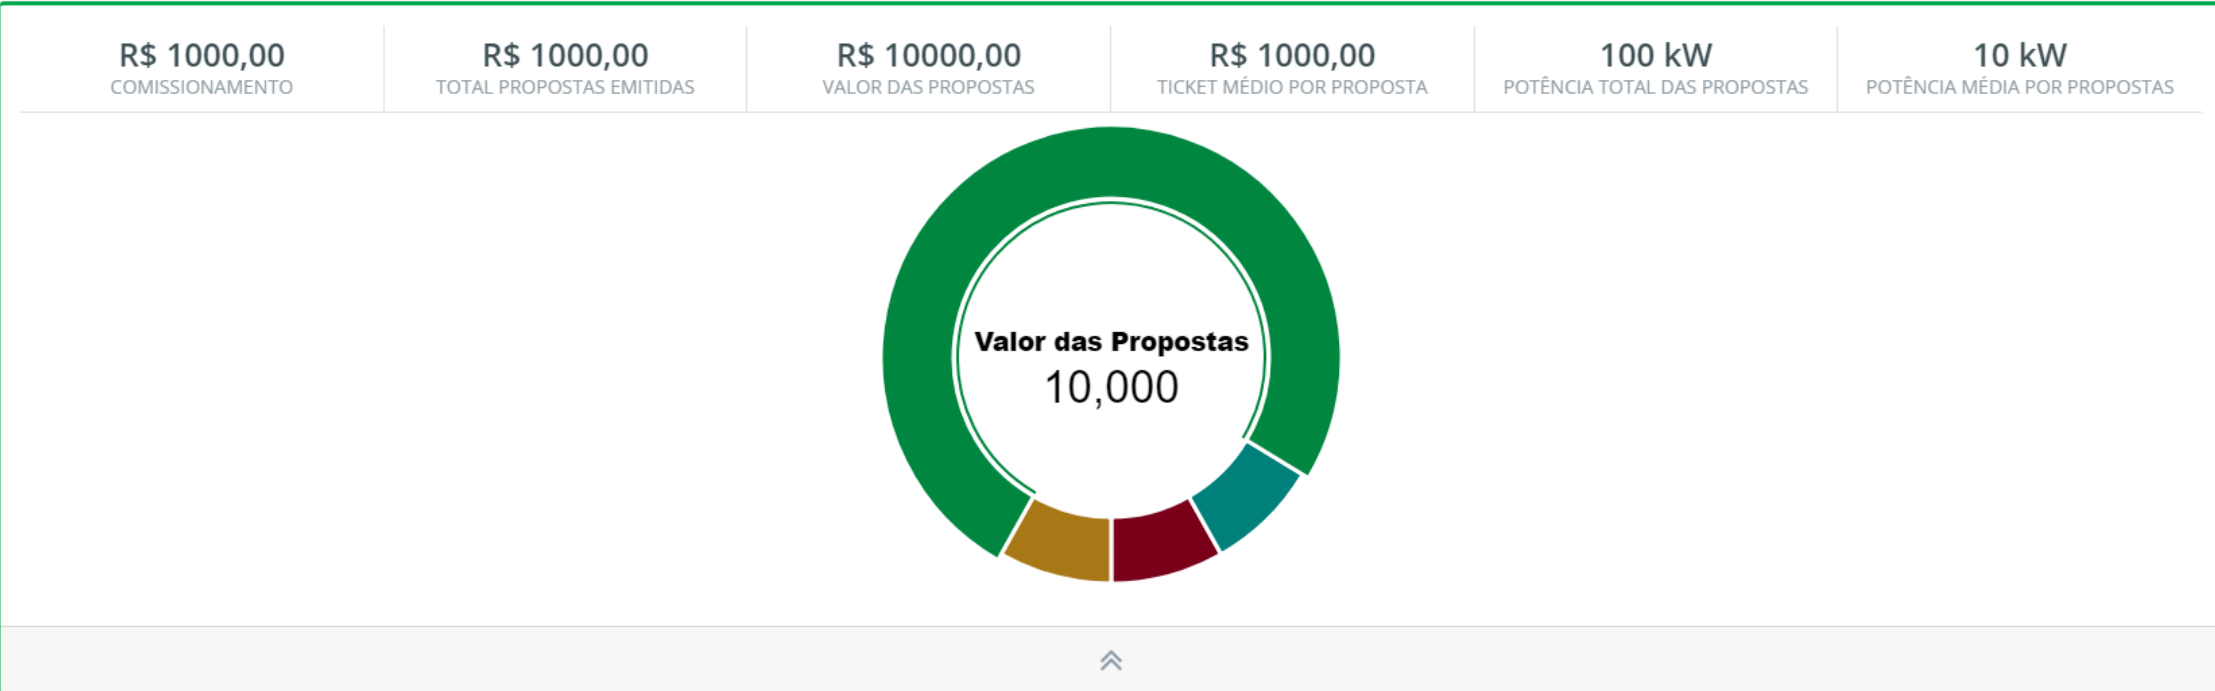 R$ 1000,00
COMISSIONAMENTO
R$ 1000,00
TOTAL PROPOSTAS EMITIDAS
R$ 10000,00
VALOR DAS PROPOSTAS
R$ 1000,00
TICKET MÉDIO POR PROPOSTA
100 kW
POTÊNCIA TOTAL DAS PROPOSTAS
10 kW
POTÊNCIA MÉDIA POR PROPOSTAS
Valor das Propostas
10,000